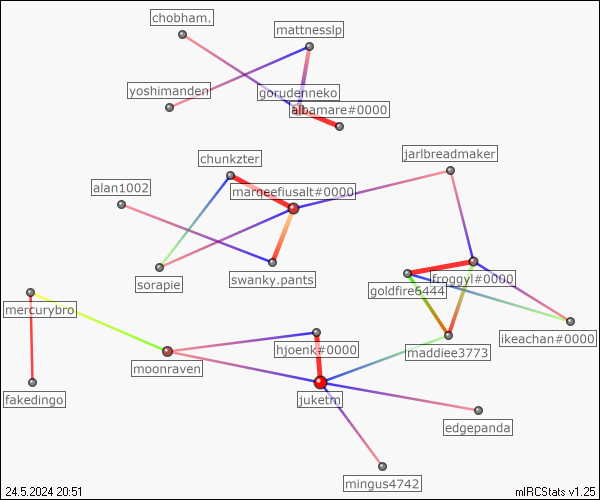 chobham.
mattnesslp
yoshimanden
gorudenneko
albamare#0000
jarlbreadmaker
chunkzter
alan1002
marqeefiusalt#0000
sorapie
swanky.pants
froggyl#0000
goldfire6444
mercurybro
ikeachan#0000
hjoenk#0000
maddiee3773
moonraven
fakedingo
juketm
edgepanda
mingus4742
24.5.2024 20:51
mIRCStats v1.25